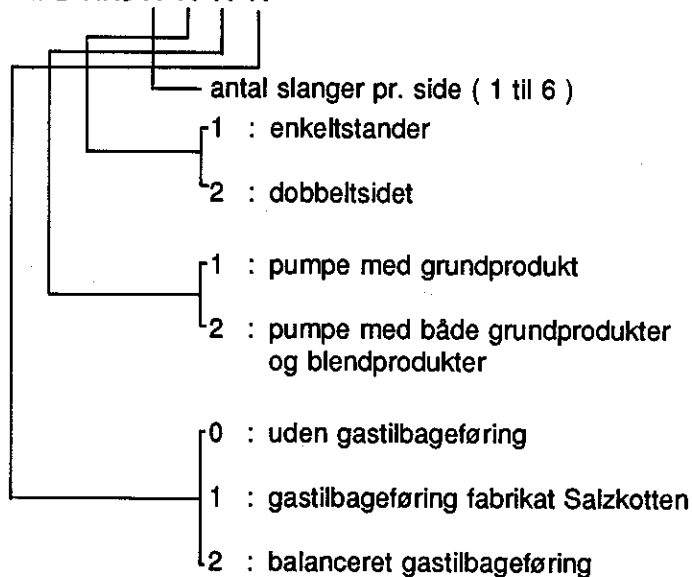 antal slanger pr. side ( 1 til 6 )
1 : enkeltstander
2 : dobbeltsidet
1 : pumpe med grundprodukt
2 : pumpe med både grundprodukter
og blendprodukter
0 : uden gastilbageføring
1 : gastilbageføring fabrikat Salzkotten
2 : balanceret gastilbageføring